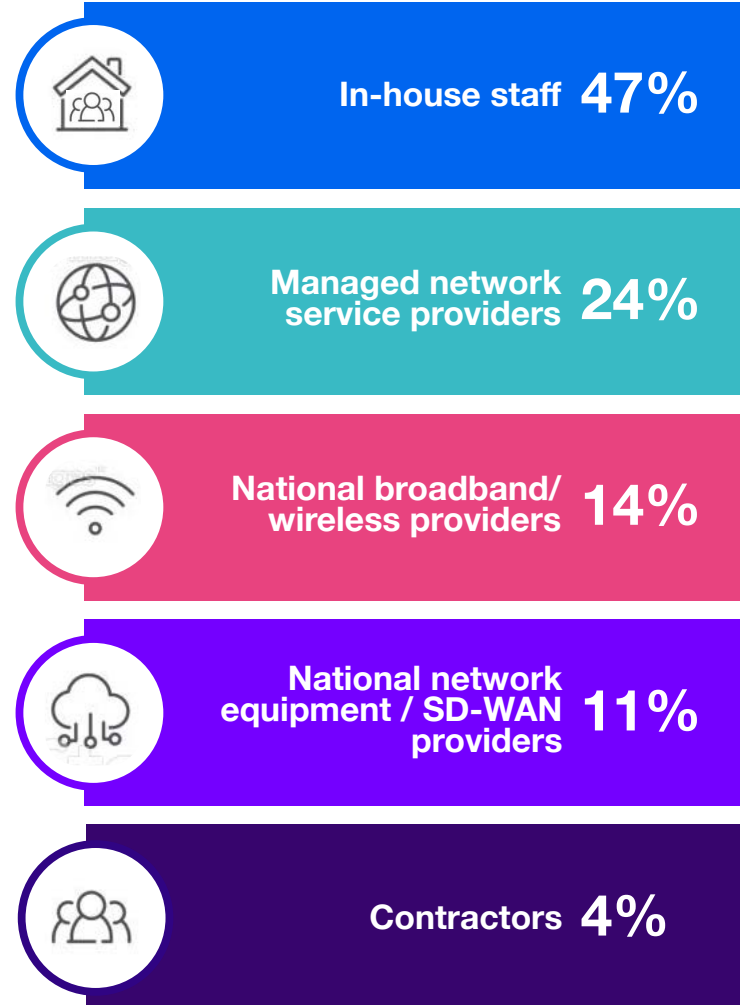 In-house staff 47%
Managed network
service providers 24%
National broadband/
wireless providers 14%
National network
equipment / SD-WAN
providers 11%
Contractors 4%